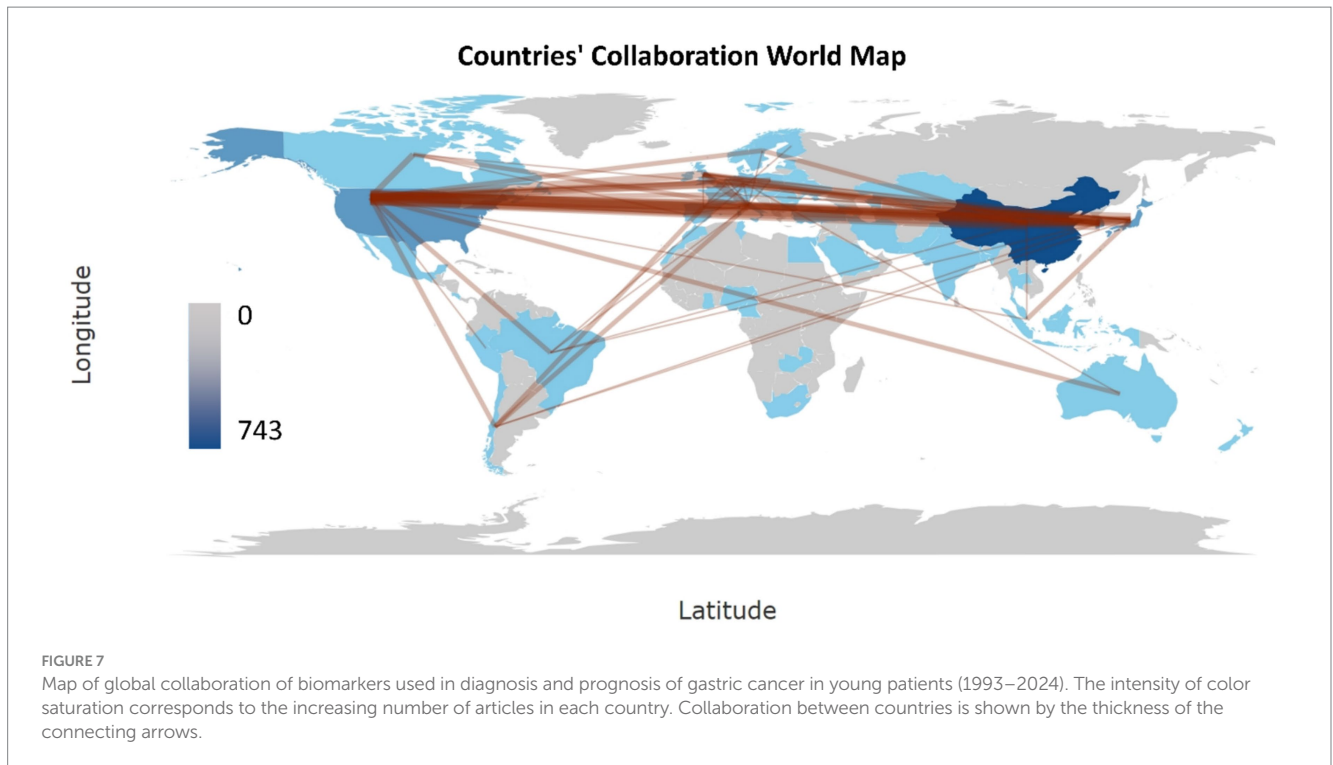 Countries' Collaboration World Map
Longitude
0
743
Latitude
FIGURE 7
Map of global collaboration of biomarkers used in diagnosis and prognosis of gastric cancer in young patients (1993–2024). The intensity of color
saturation corresponds to the increasing number of articles in each country. Collaboration between countries is shown by the thickness of the
connecting arrows.